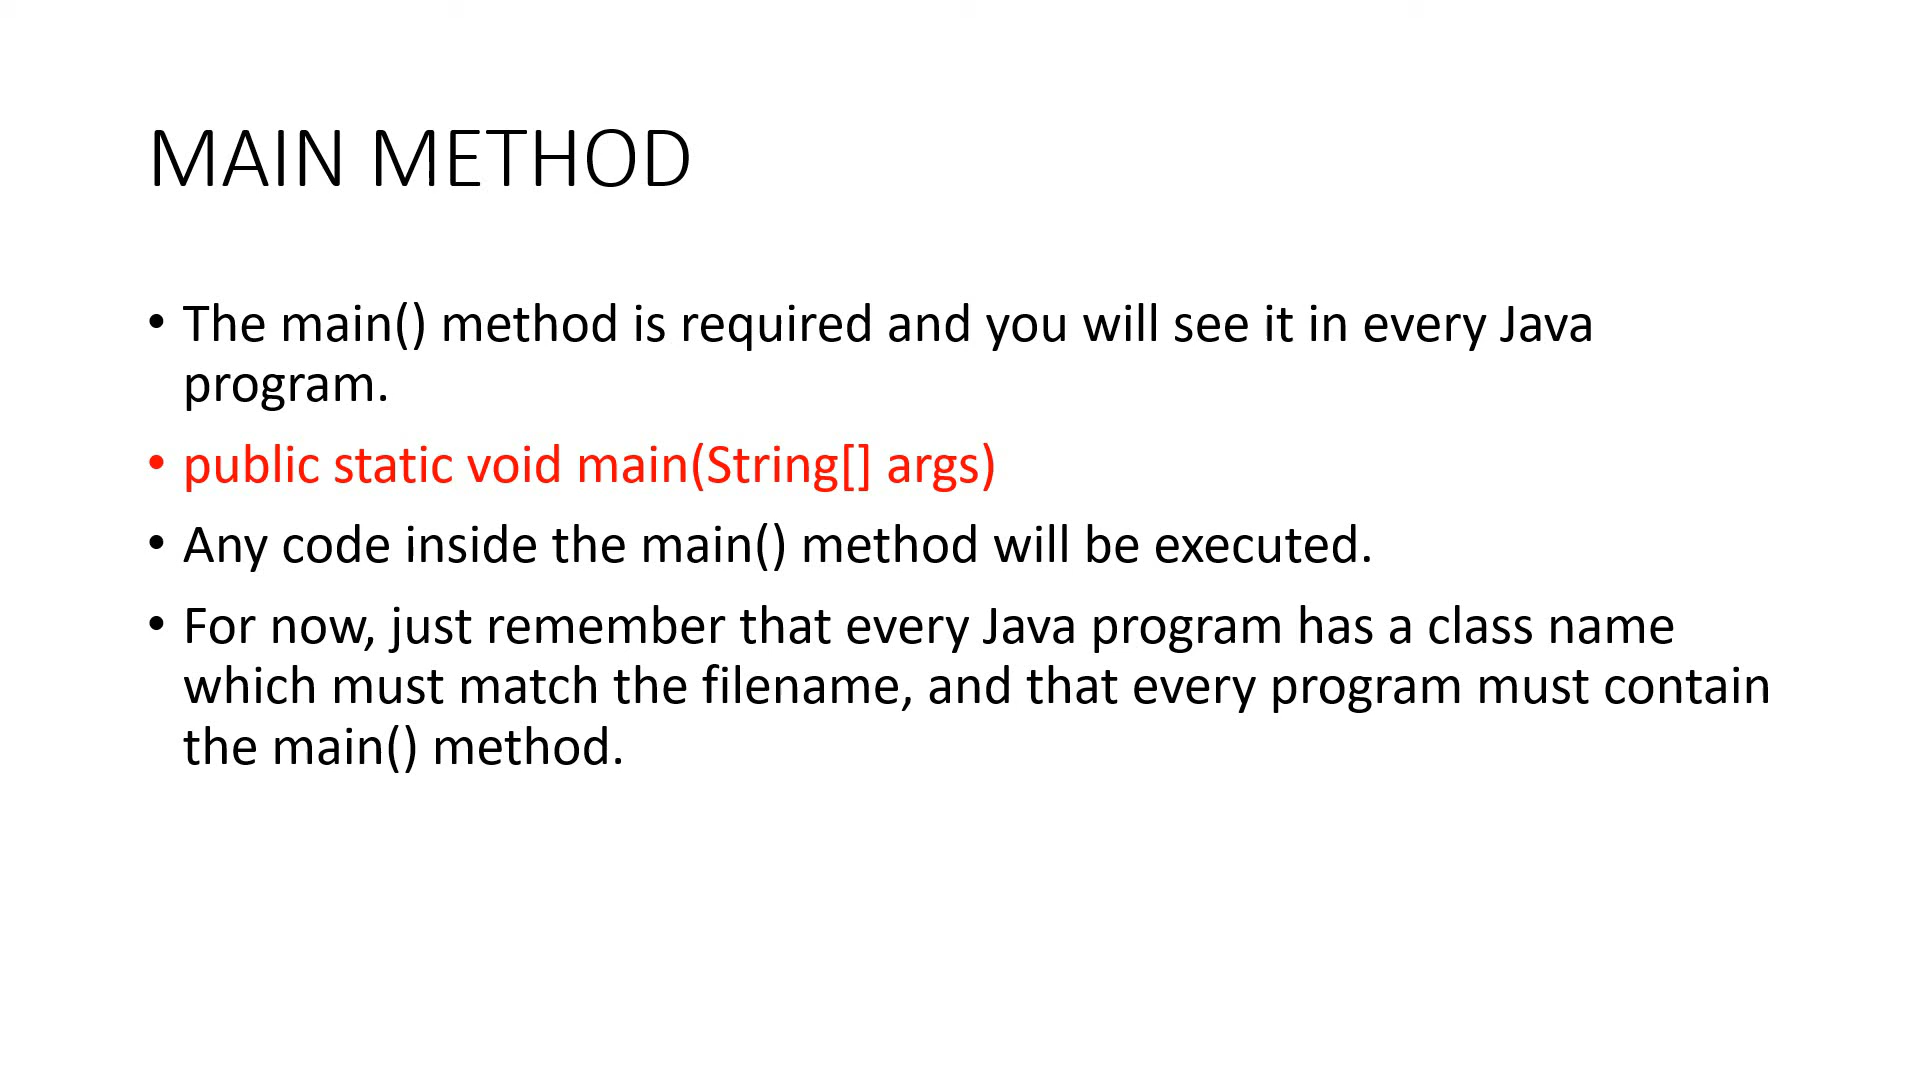 MAIN METHOD
• The main() method is required and you will see it in every Java
program.
• public static void main(String[] args)
• Any code inside the main() method will be executed.
• For now, just remember that every Java program has a class name
which must match the filename, and that every program must contain
the main() method.